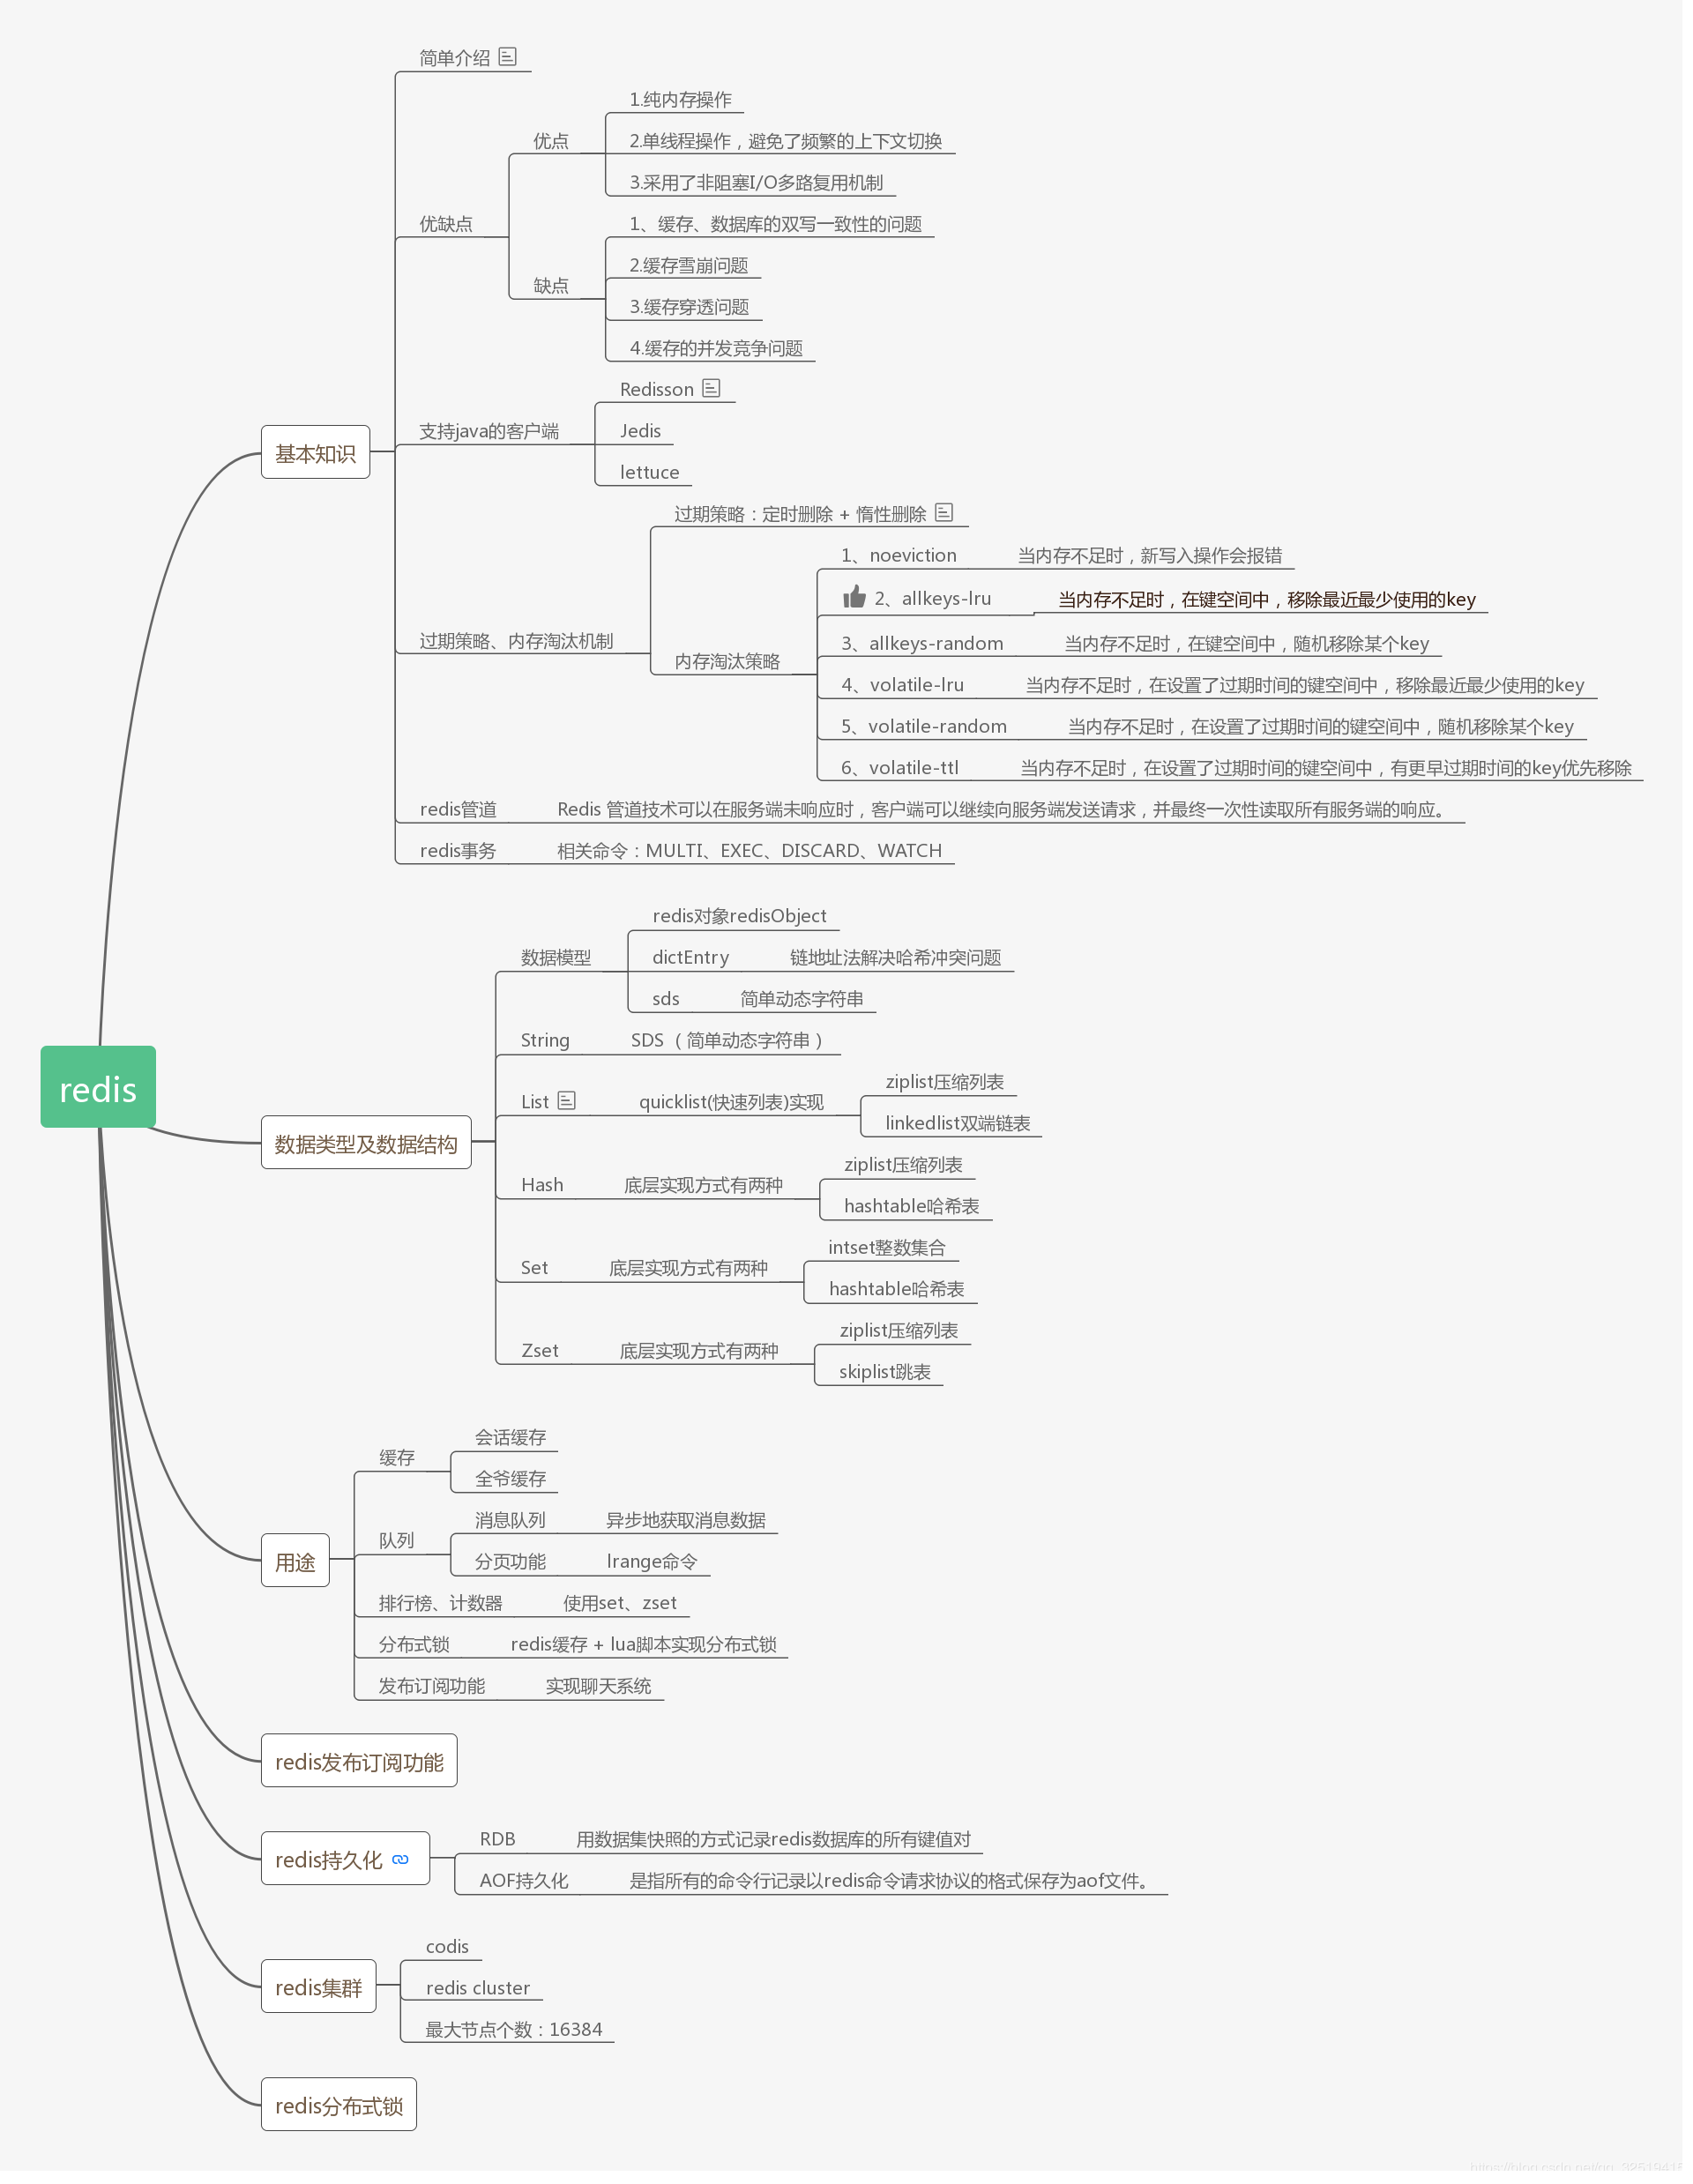 简单介绍
1.纯内存操作
优点
2.单线程操作，避免了频繁的上下文切换
3.采用了非阻塞I/O多路复用机制
优缺点
1、缓存、数据库的双写一致性的问题
2.缓存雪崩问题
缺点
3.缓存穿透问题
4.缓存的并发竞争问题
Redisson
支持java的客户端
Jedis
lettuce
基本知识
过期策略：定时删除 + 惰性删除
1、noeviction 当内存不足时，新写入操作会报错
2、allkeys-lru 当内存不足时，在键空间中，移除最近最少使用的key
过期策略、内存淘汰机制
3、allkeys-random 当内存不足时，在键空间中，随机移除某个key
内存淘汰策略
4、volatile-lru 当内存不足时，在设置了过期时间的键空间中，移除最近最少使用的key
5、volatile-random 当内存不足时，在设置了过期时间的键空间中，随机移除某个key
6、volatile-ttl 当内存不足时，在设置了过期时间的键空间中，有更早过期时间的key优先移除
redis管道 Redis 管道技术可以在服务端未响应时，客户端可以继续向服务端发送请求，并最终一次性读取所有服务端的响应。
redis事务 相关命令：MULTI、EXEC、DISCARD、WATCH
redis对象redisObject
数据模型 dictEntry 链地址法解决哈希冲突问题
sds 简单动态字符串
String SDS （简单动态字符串）
redis
ziplist压缩列表
List quicklist(快速列表)实现
linkedlist双端链表
数据类型及数据结构
ziplist压缩列表
Hash 底层实现方式有两种
hashtable哈希表
intset整数集合
Set 底层实现方式有两种
hashtable哈希表
ziplist压缩列表
Zset 底层实现方式有两种
skiplist跳表
会话缓存
缓存
全爷缓存
消息队列 异步地获取消息数据
队列
分页功能 lrange命令
用途
排行榜、计数器 使用set、zset
分布式锁 redis缓存 + lua脚本实现分布式锁
发布订阅功能 实现聊天系统
redis发布订阅功能
RDB 用数据集快照的方式记录redis数据库的所有键值对
redis持久化
AOF持久化 是指所有的命令行记录以redis命令请求协议的格式保存为aof文件。
codis
redis集群
redis cluster
最大节点个数：16384
redis分布式锁